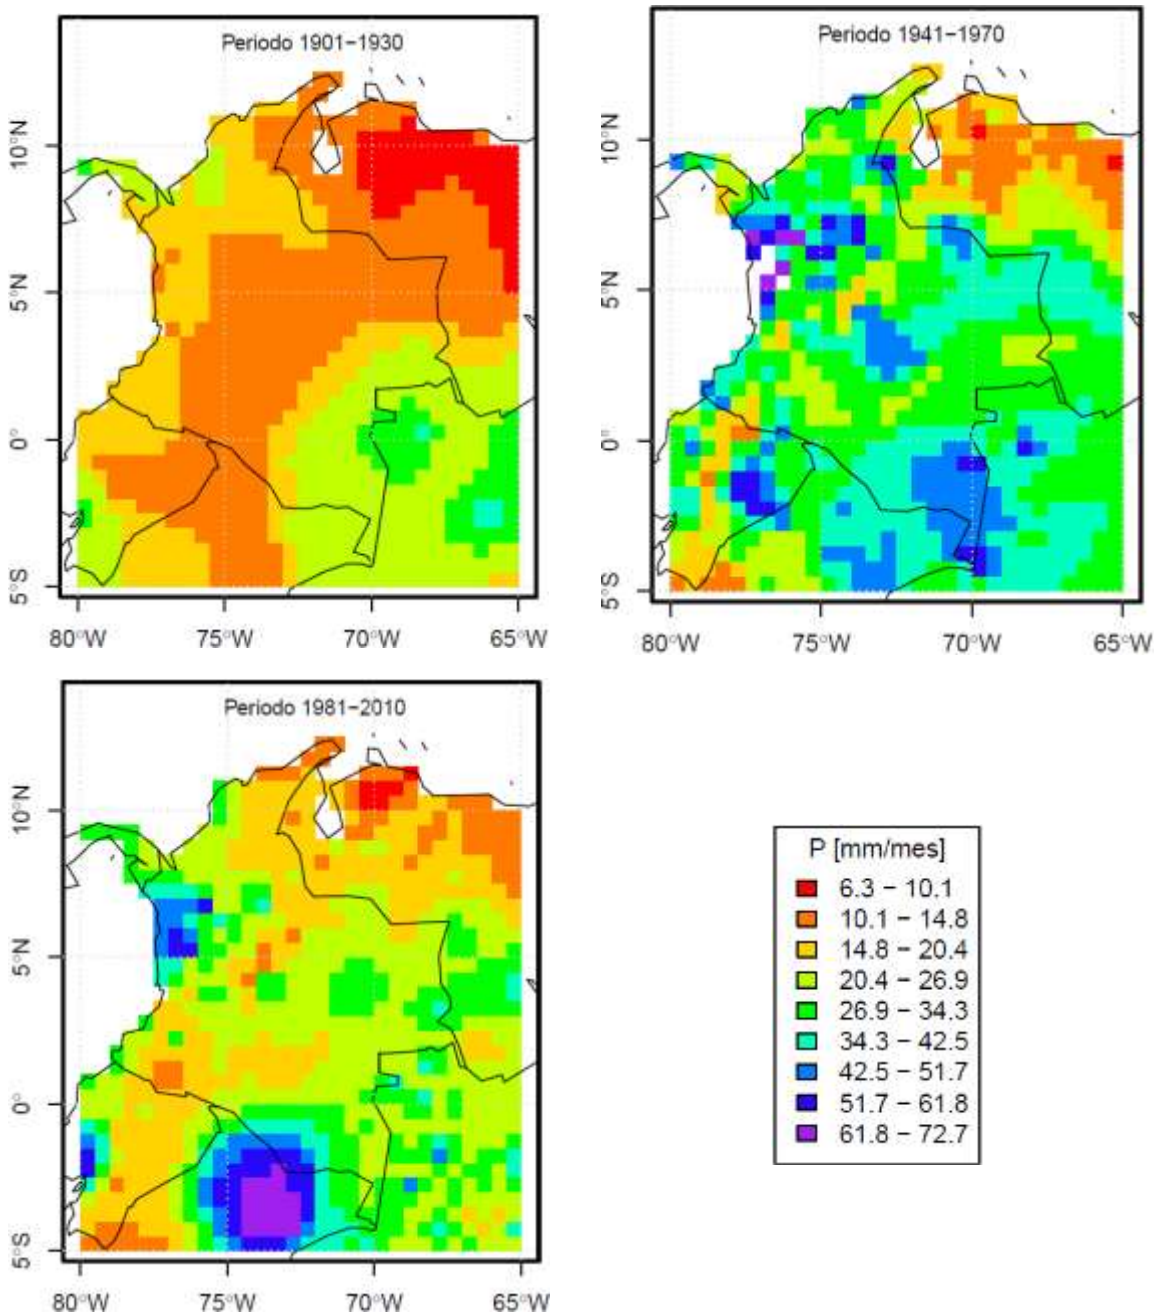 Periodo 1901−1930
10°N
5°N
0°
5°S
80°W 75°W 70°W 65°W
Periodo 1941−1970
10°N
5°N
0°
5°S
80°W 75°W 70°W 65°W
Periodo 1981−2010
10°N
5°N
0°
5°S
80°W 75°W 70°W 65°W
P [mm/mes]
6.3 − 10.1
10.1 − 14.8
14.8 − 20.4
20.4 − 26.9
26.9 − 34.3
34.3 − 42.5
42.5 − 51.7
51.7 − 61.8
61.8 − 72.7